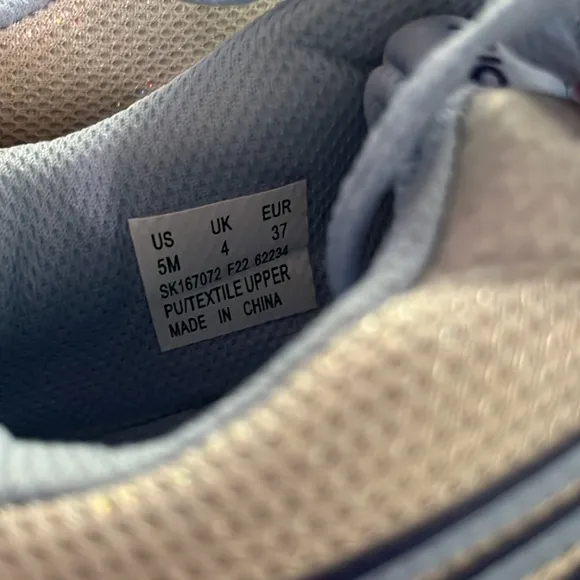 US UK EUR
5M 4 37
SK167072 F22 62234
PU/TEXTILE UPPER
MADE IN CHINA